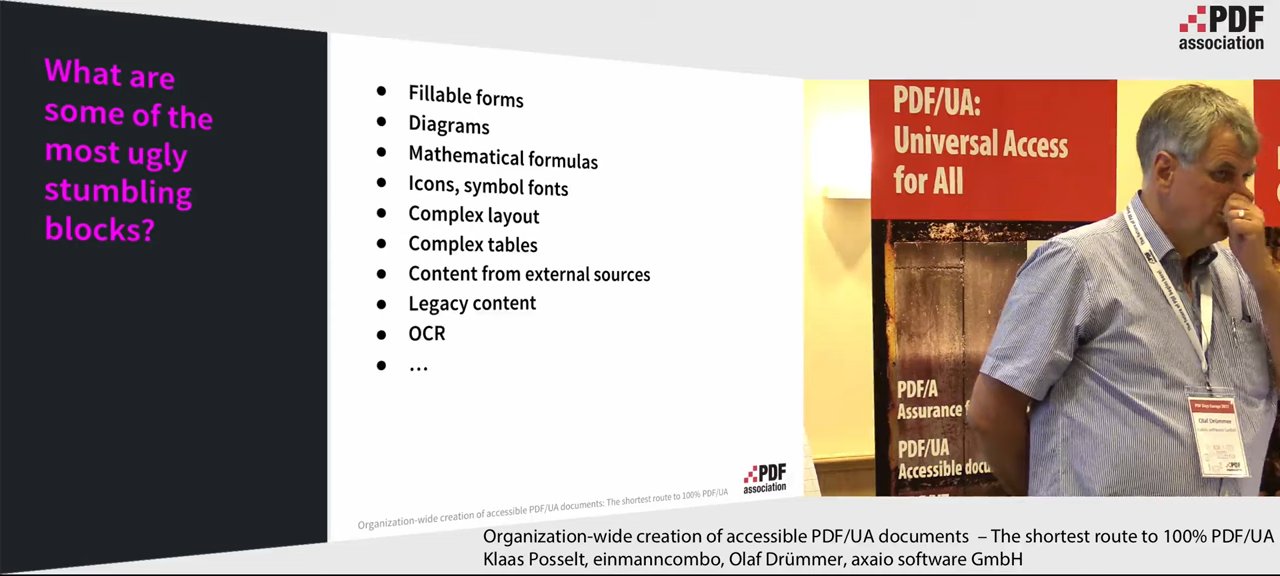 What are
some of the
most ugly
stumbling
blocks?
• Fillable forms
• Diagrams
• Mathematical formulas
• Icons, symbol fonts
• Complex layout
• Complex tables
• Content from external sources
• Legacy content
• OCR
• ...
Organization-wide creation of accessible PDF/UA documents: The shortest route to 100% PDF/UA
PDF
association
PDF
association
PDF/UA:
Universal Access
for All
PDF/A
Assurance
PDF/UA
Accessible docu
Olaf Drümmer
Organization-wide creation of accessible PDF/UA documents – The shortest route to 100% PDF/UA
Klaas Posselt, einmanncombo, Olaf Drümmer, axaio software GmbH